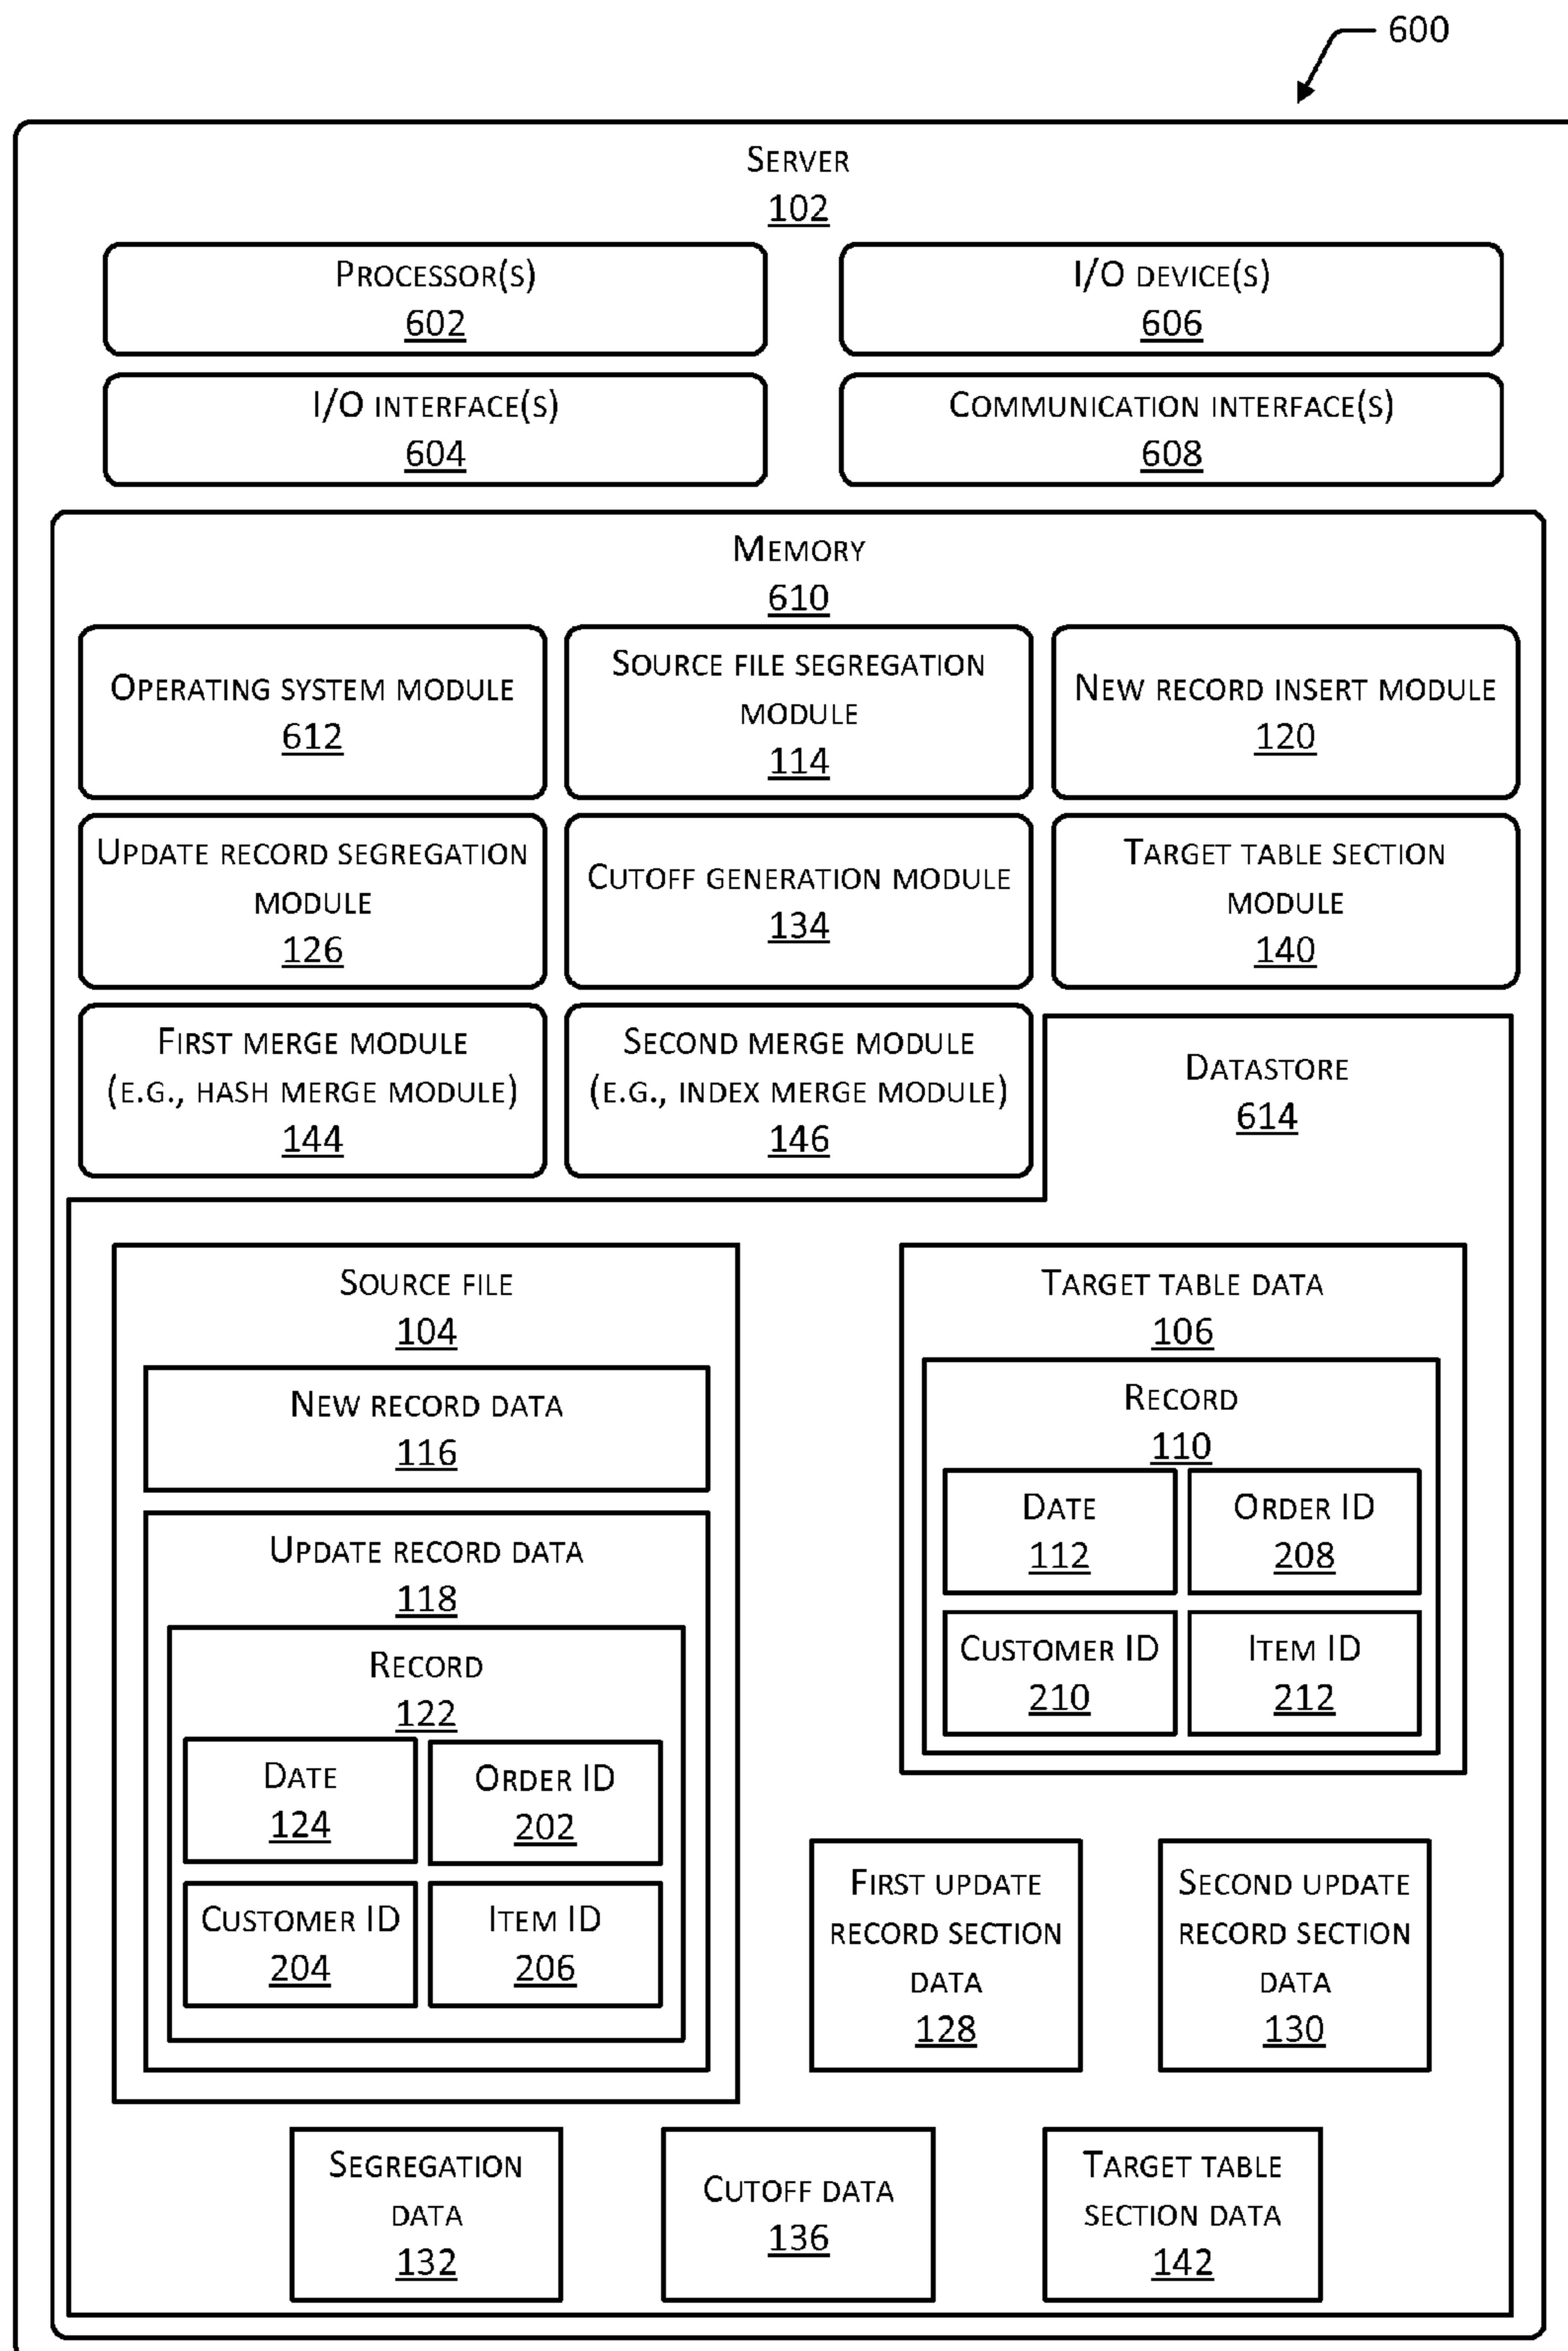 600
SERVER
102
PROCESSOR(S)
602
I/O DEVICE(S)
606
I/O INTERFACE(S)
604
COMMUNICATION INTERFACE(S)
608
MEMORY
610
OPERATING SYSTEM MODULE
612
SOURCE FILE SEGREGATION
MODULE
114
NEW RECORD INSERT MODULE
120
UPDATE RECORD SEGREGATION
MODULE
126
CUTOFF GENERATION MODULE
134
TARGET TABLE SECTION
MODULE
140
FIRST MERGE MODULE
(E.G., HASH MERGE MODULE)
144
SECOND MERGE MODULE
(E.G., INDEX MERGE MODULE)
146
DATASTORE
614
SOURCE FILE
104
NEW RECORD DATA
116
UPDATE RECORD DATA
118
RECORD
122
DATE
124
ORDER ID
202
CUSTOMER ID
204
ITEM ID
206
TARGET TABLE DATA
106
RECORD
110
DATE
112
ORDER ID
208
CUSTOMER ID
210
ITEM ID
212
FIRST UPDATE
RECORD SECTION
DATA
128
SECOND UPDATE
RECORD SECTION
DATA
130
SEGREGATION
DATA
132
CUTOFF DATA
136
TARGET TABLE
SECTION DATA
142